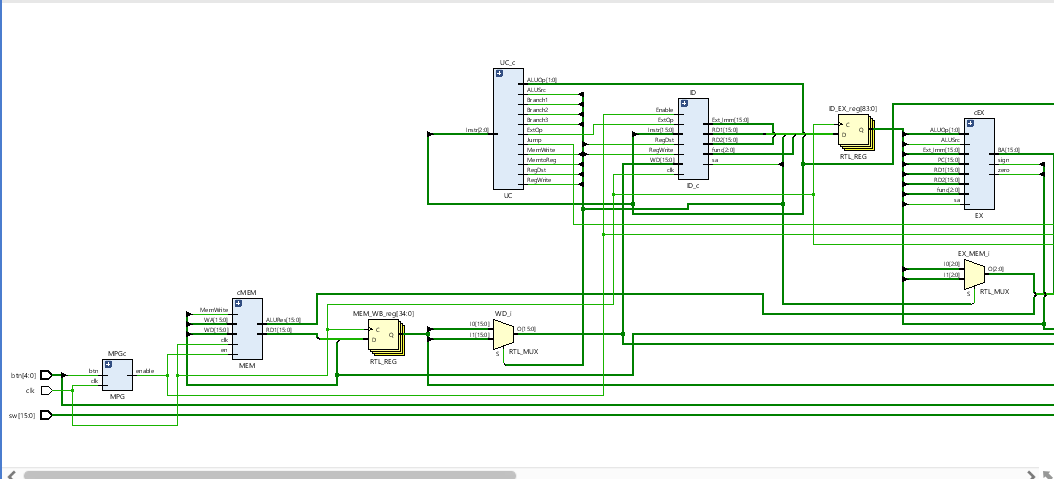 UC_c
Instr[2:0]
ALUOp[1:0]
ALUSrc
Branch1
Branch2
Branch3
ExtOp
Jump
MemWrite
MemtoReg
RegDst
RegWrite
UC
ID
Enable
ExtOp
Instr[15:0]
RegDst
RegWrite
WD[15:0]
clk
Ext_Imm[15:0]
RD1[15:0]
RD2[15:0]
func[2:0]
sa
ID_c
ID_EX_reg[83:0]
C
D
Q
RTL_REG
cEX
ALUOp[1:0]
ALUSrc
Ext_Imm[15:0]
PC[15:0]
RD1[15:0]
RD2[15:0]
func[2:0]
sa
BA[15:0]
sign
zero
EX
EX_MEM_i
I0[2:0]
I1[2:0]
O[2:0]
S
RTL_MUX
cMEM
MemWrite
WA[15:0]
WD[15:0]
clk
en
ALURes[15:0]
RD1[15:0]
MEM
MEM_WB_reg[34:0]
C
D
Q
RTL_REG
WD_i
I0[15:0]
I1[15:0]
O[15:0]
S
RTL_MUX
MPGc
btn
clk
enable
MPG
btn[4:0]
clk
sw[15:0]